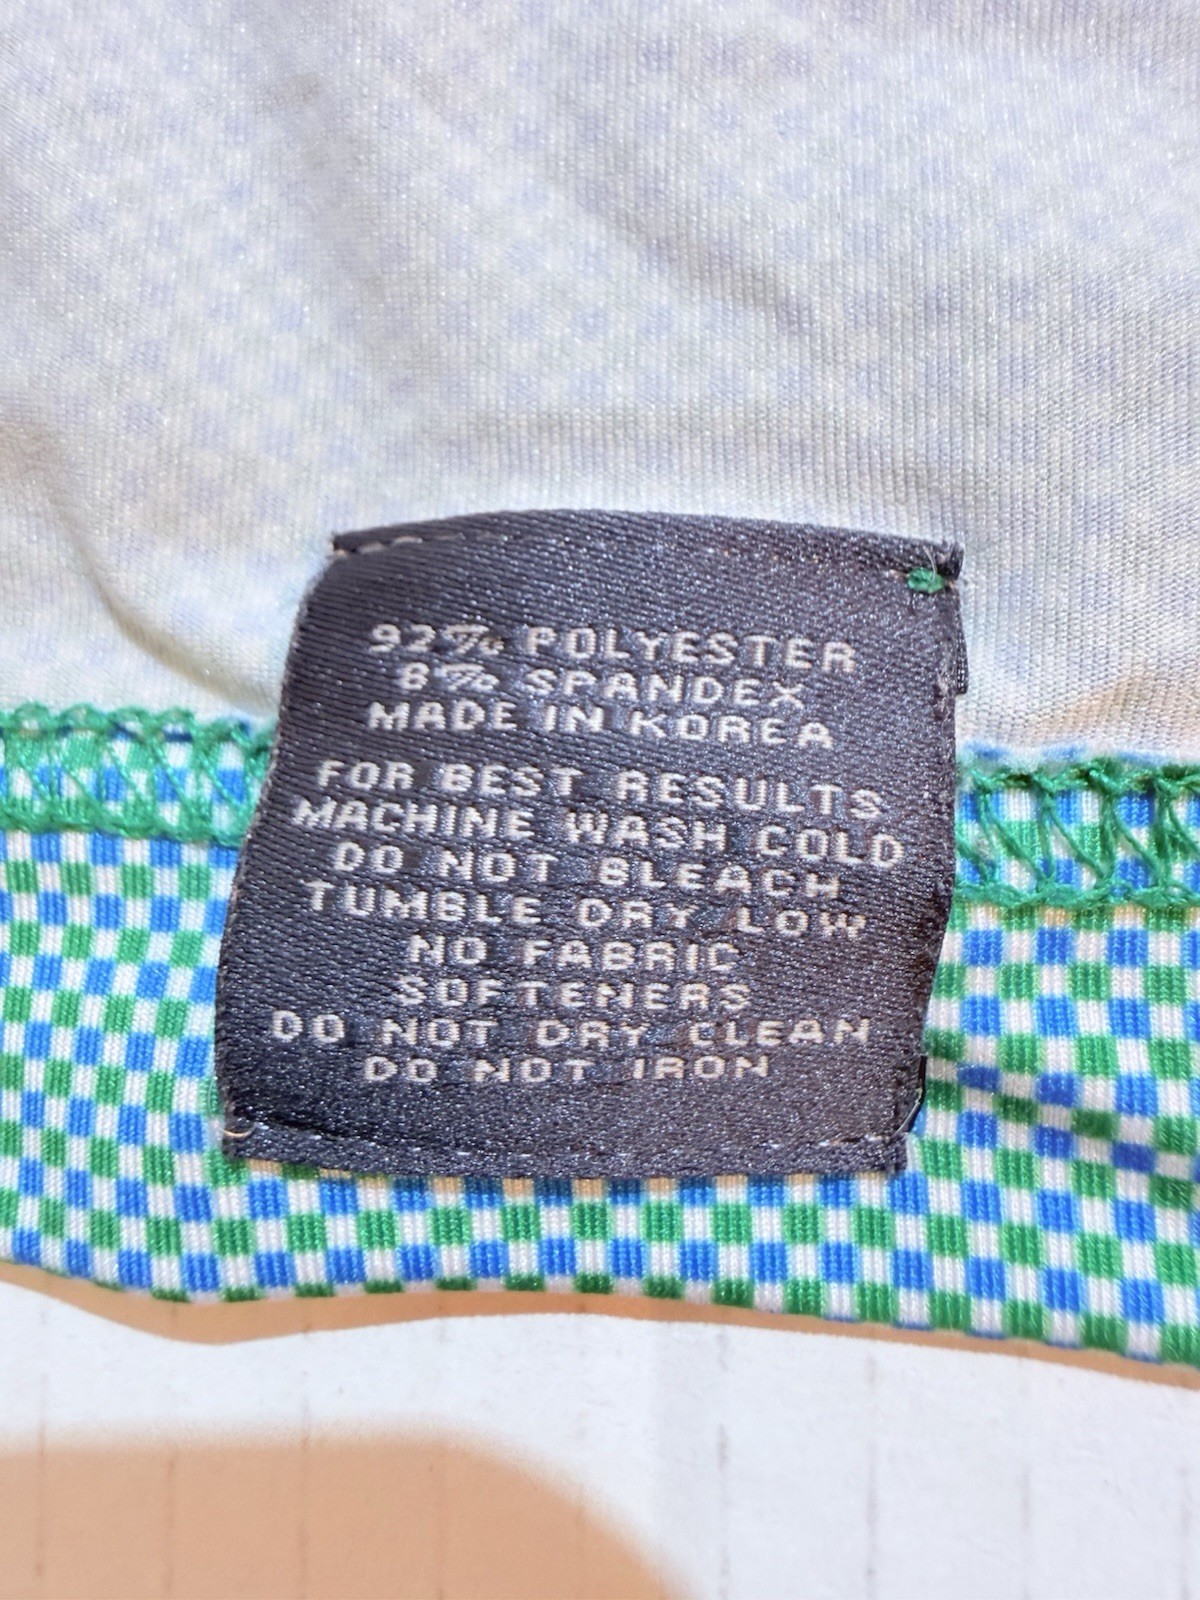 92% POLYESTER
8% SPANDEX
MADE IN KOREA
FOR BEST RESULTS
MACHINE WASH COLD
DO NOT BLEACH
TUMBLE DRY LOW
NO FABRIC
SOFTENERS
DO NOT DRY CLEAN
DO NOT IRON